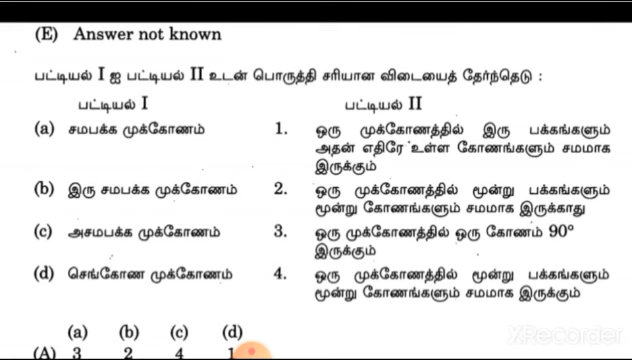 (E) Answer not known
பட்டியல் I ஐ பட்டியல் II உடன் பொருத்தி சரியான விடையைத் தேர்ந்தெடு :
பட்டியல் I பட்டியல் II
(a) சமபக்க முக்கோணம் 1. ஒரு முக்கோணத்தில் இரு பக்கங்களும்
அதன் எதிரே உள்ள கோணங்களும் சமமாக
இருக்கும்
(b) இரு சமபக்க முக்கோணம் 2. ஒரு முக்கோணத்தில் மூன்று பக்கங்களும்
மூன்று கோணங்களும் சமமாக இருக்காது
(c) அசமபக்க முக்கோணம் 3. ஒரு முக்கோணத்தில் ஒரு கோணம் 90°
இருக்கும்
(d) செங்கோண முக்கோணம் 4. ஒரு முக்கோணத்தில் மூன்று பக்கங்களும்
மூன்று கோணங்களும் சமமாக இருக்கும்
XRecorder
(a) (b) (c) (d)
(A) 3 2 4 1